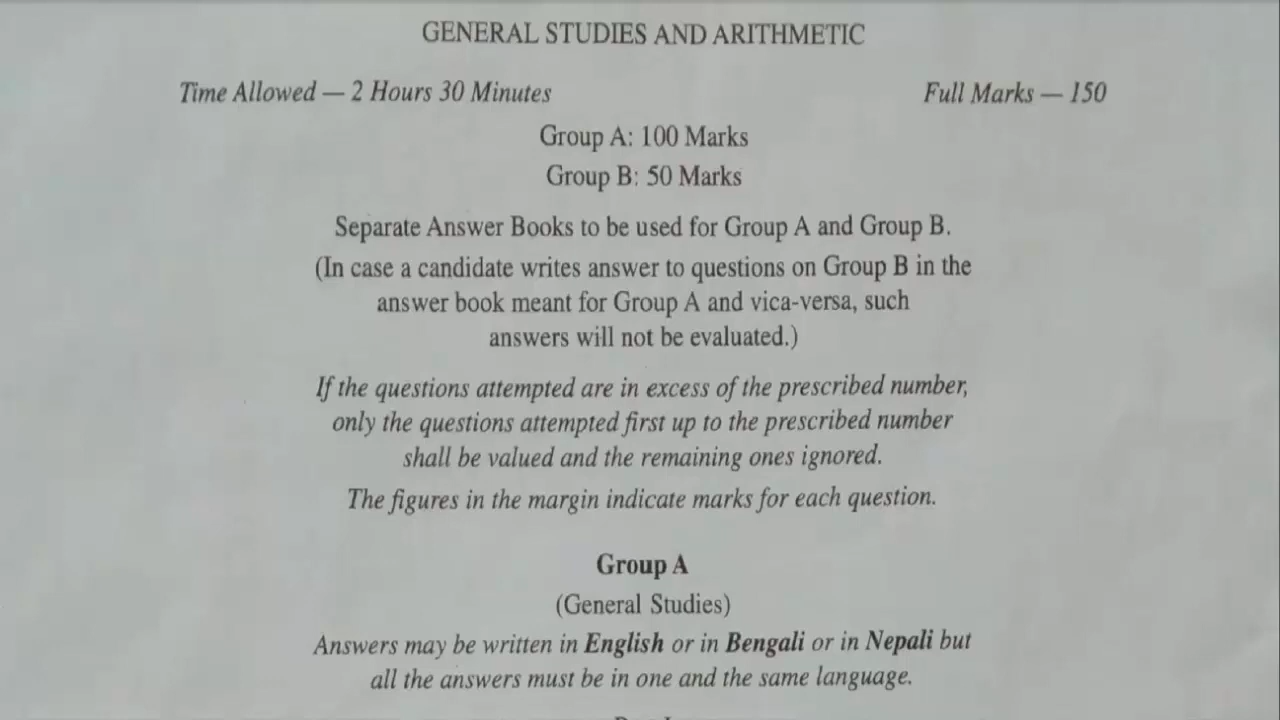 GENERAL STUDIES AND ARITHMETIC
Time Allowed — 2 Hours 30 Minutes Full Marks — 150
Group A: 100 Marks
Group B: 50 Marks
Separate Answer Books to be used for Group A and Group B.
(In case a candidate writes answer to questions on Group B in the
answer book meant for Group A and vica-versa, such
answers will not be evaluated.)
If the questions attempted are in excess of the prescribed number,
only the questions attempted first up to the prescribed number
shall be valued and the remaining ones ignored.
The figures in the margin indicate marks for each question.
Group A
(General Studies)
Answers may be written in English or in Bengali or in Nepali but
all the answers must be in one and the same language.